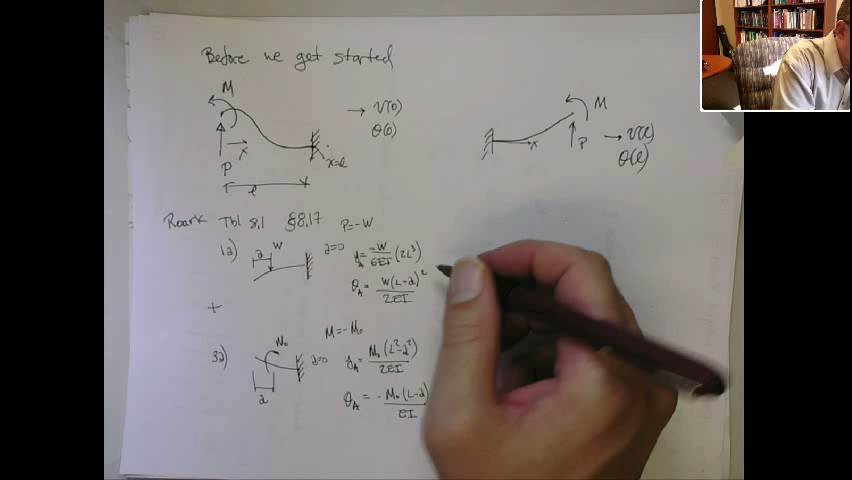 Before we get started
M
→ v(0)
θ(0)
P
x
x=ℓ
ℓ
M
P
→ v(ℓ)
θ(ℓ)
x
Roark Tbl 8.1 §8.17 P=-W
1a) a W a=0 y_A = -W/6EI (2L³)
θ_A = W(L-a)²/2EI
+
3a) M₀ a=0 M=-M₀
y_A = M₀(L²-a²)/2EI
a
θ_A = -M₀(L-a)/EI